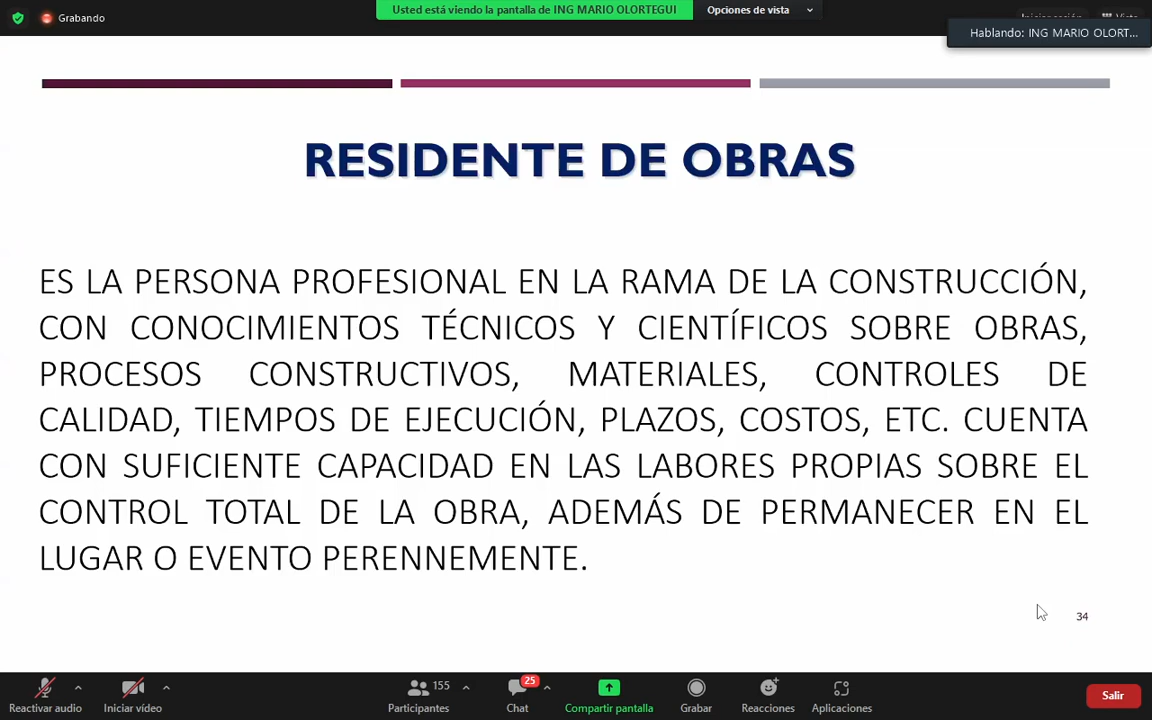 Grabando
Usted está viendo la pantalla de ING MARIO OLORTEGUI
Opciones de vista
Iniciar sesión
Vista
Hablando: ING MARIO OLORT...
RESIDENTE DE OBRAS
ES LA PERSONA PROFESIONAL EN LA RAMA DE LA CONSTRUCCIÓN,
CON CONOCIMIENTOS TÉCNICOS Y CIENTÍFICOS SOBRE OBRAS,
PROCESOS CONSTRUCTIVOS, MATERIALES, CONTROLES DE
CALIDAD, TIEMPOS DE EJECUCIÓN, PLAZOS, COSTOS, ETC. CUENTA
CON SUFICIENTE CAPACIDAD EN LAS LABORES PROPIAS SOBRE EL
CONTROL TOTAL DE LA OBRA, ADEMÁS DE PERMANECER EN EL
LUGAR O EVENTO PERENNEMENTE.
34
155
25
Reactivar audio
Iniciar vídeo
Participantes
Chat
Compartir pantalla
Grabar
Reacciones
Aplicaciones
Salir